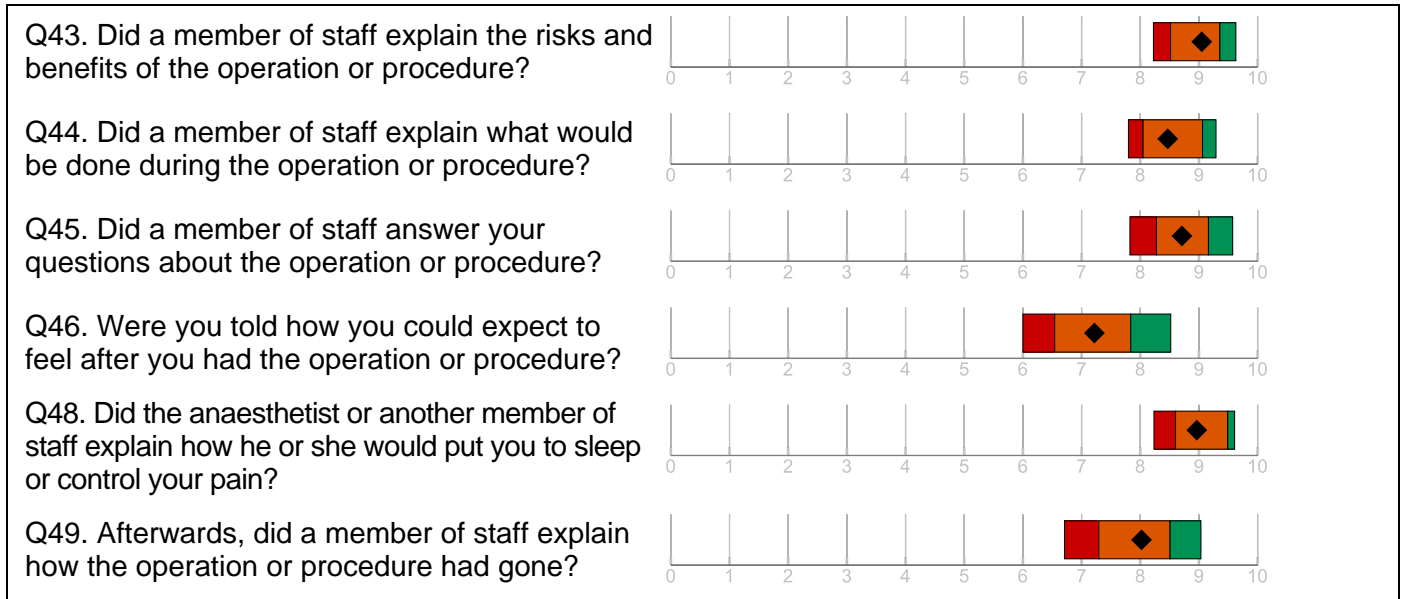 Q43. Did a member of staff explain the risks and
benefits of the operation or procedure?
0 1 2 3 4 5 6 7 8 9 10
Q44. Did a member of staff explain what would
be done during the operation or procedure?
0 1 2 3 4 5 6 7 8 9 10
Q45. Did a member of staff answer your
questions about the operation or procedure?
0 1 2 3 4 5 6 7 8 9 10
Q46. Were you told how you could expect to
feel after you had the operation or procedure?
0 1 2 3 4 5 6 7 8 9 10
Q48. Did the anaesthetist or another member of
staff explain how he or she would put you to sleep
or control your pain?
0 1 2 3 4 5 6 7 8 9 10
Q49. Afterwards, did a member of staff explain
how the operation or procedure had gone?
0 1 2 3 4 5 6 7 8 9 10